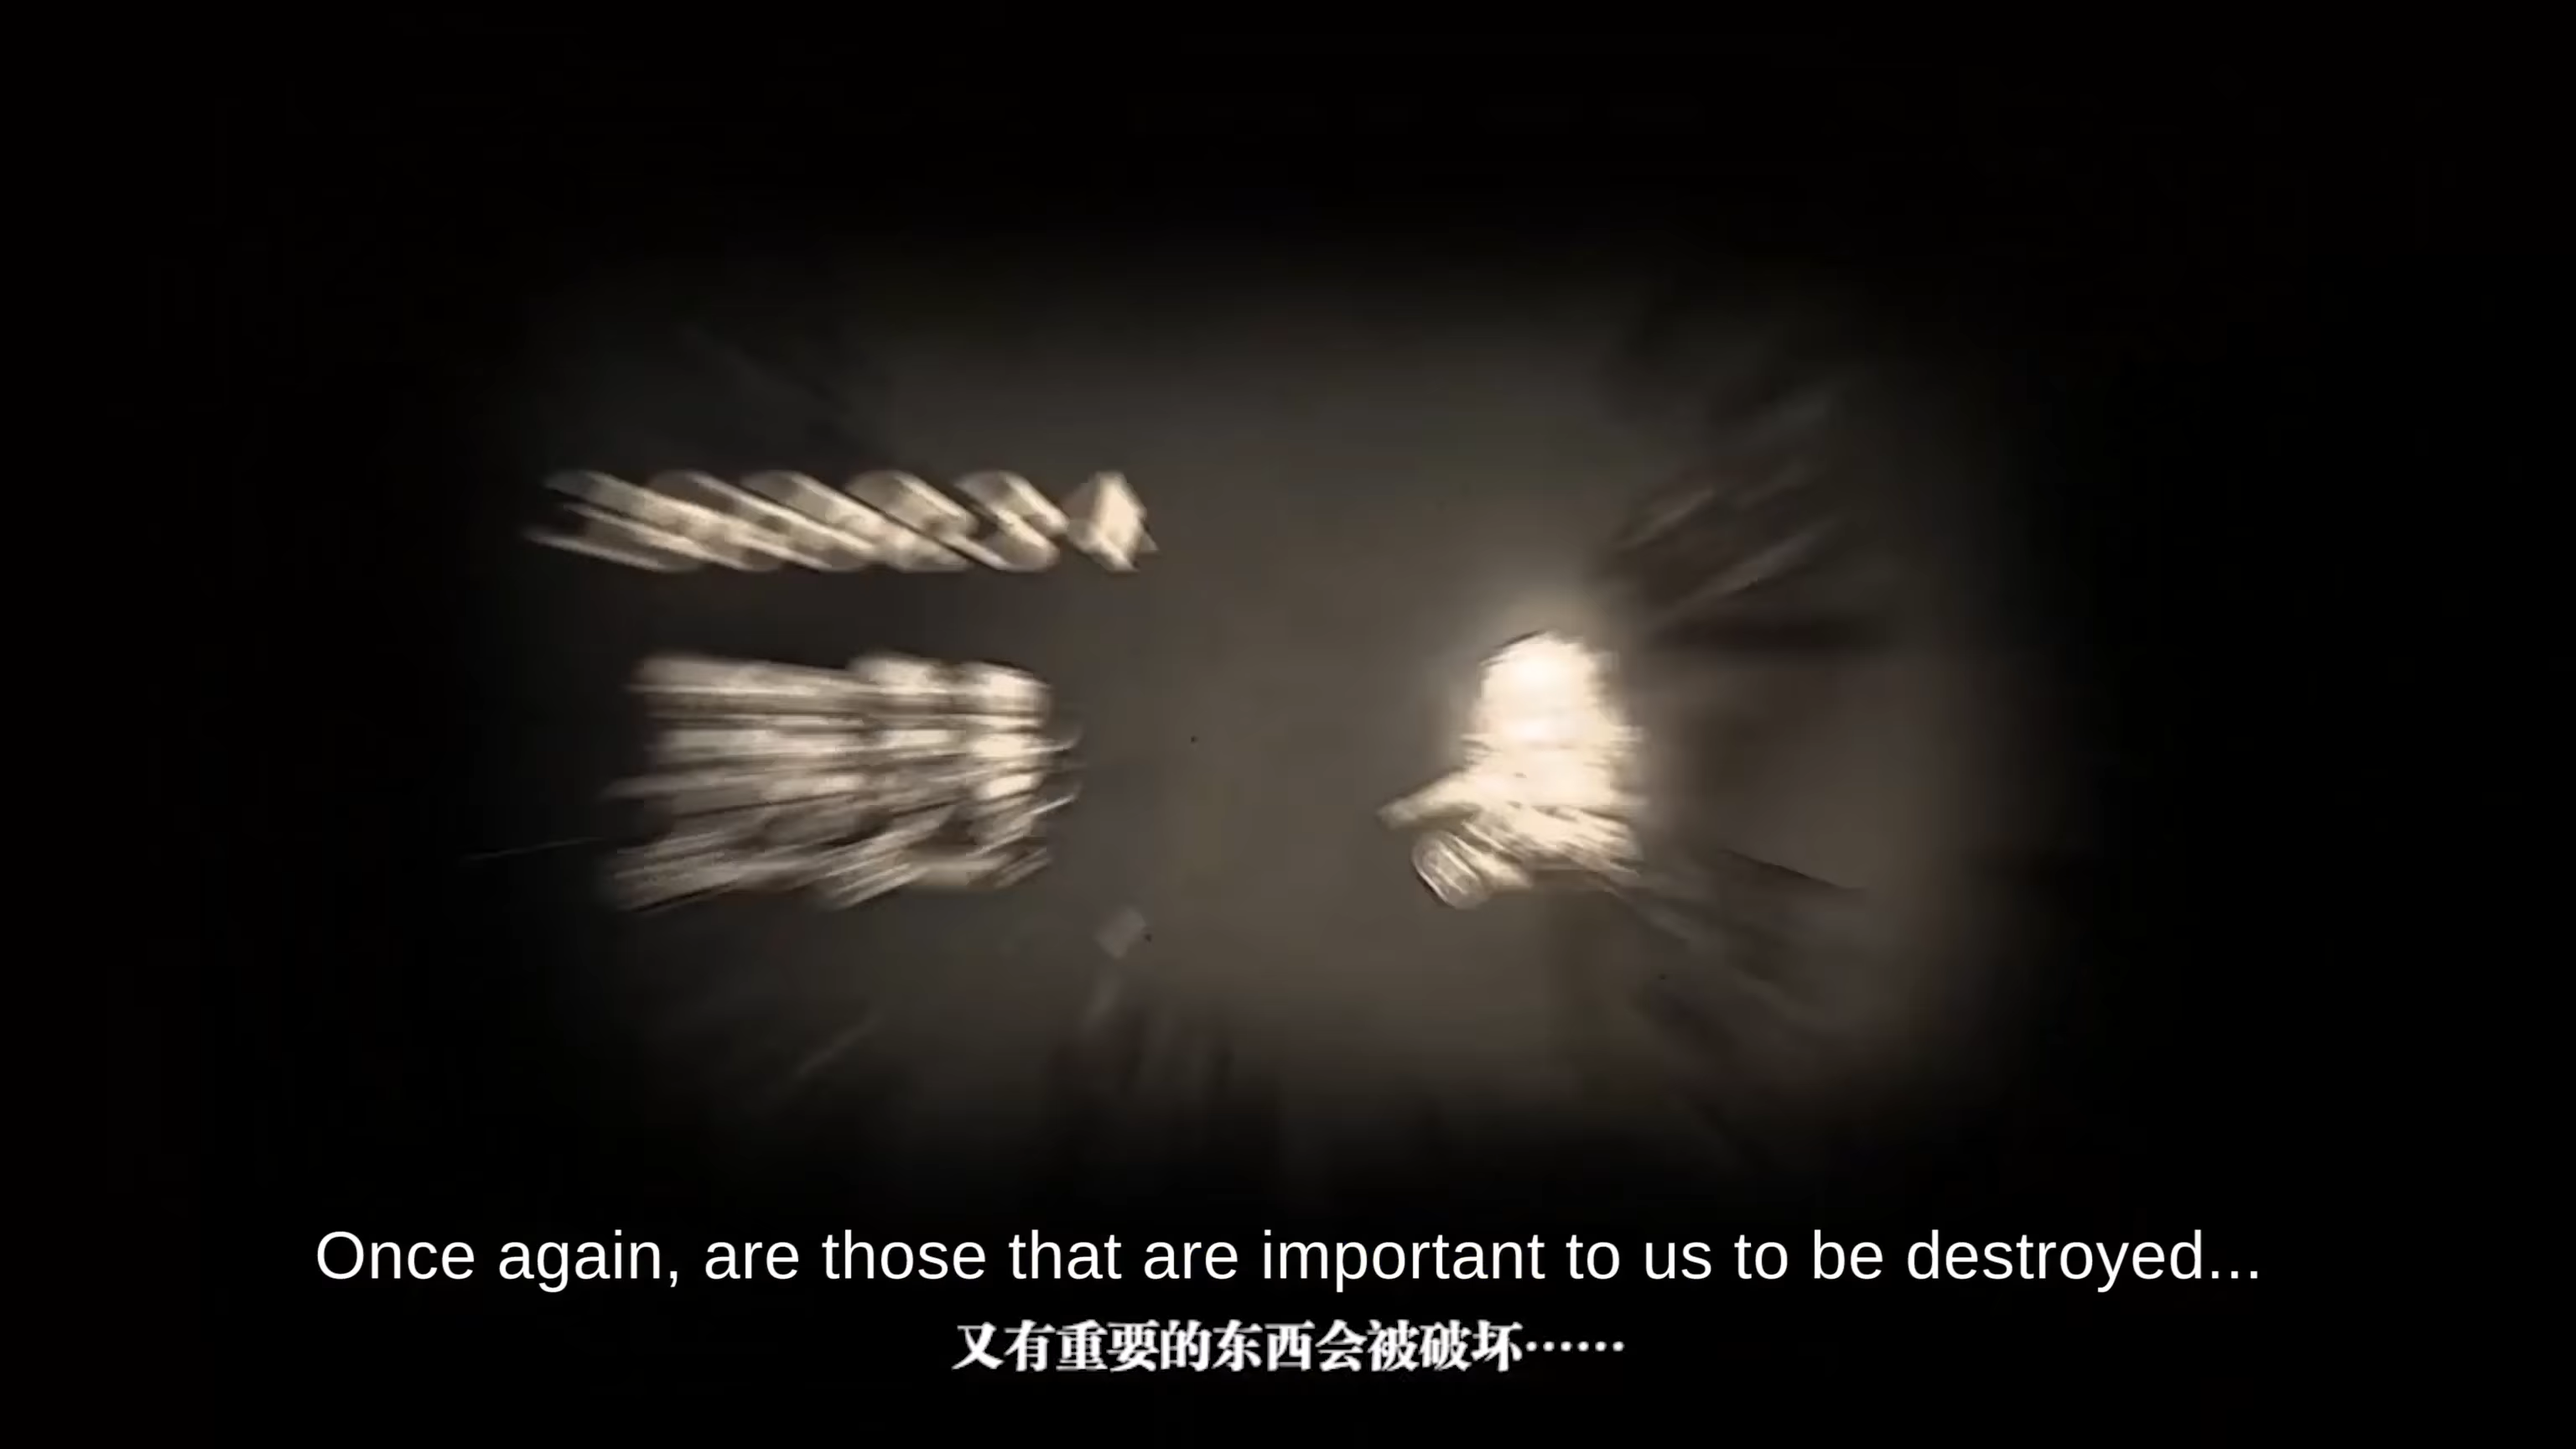 Once again, are those that are important to us to be destroyed...
又有重要的东西会被破坏……